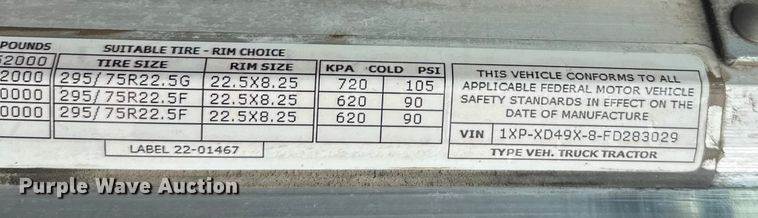 POUNDS SUITABLE TIRE - RIM CHOICE
52000 TIRE SIZE RIM SIZE KPA COLD PSI
2000 295/75R22.5G 22.5X8.25 720 105
0000 295/75R22.5F 22.5X8.25 620 90
0000 295/75R22.5F 22.5X8.25 620 90
LABEL 22-01467
THIS VEHICLE CONFORMS TO ALL
APPLICABLE FEDERAL MOTOR VEHICLE
SAFETY STANDARDS IN EFFECT ON THE
DATE OF MANUFACTURE
VIN 1XP-XD49X-8-FD283029
TYPE VEH. TRUCK TRACTOR
Purple Wave Auction